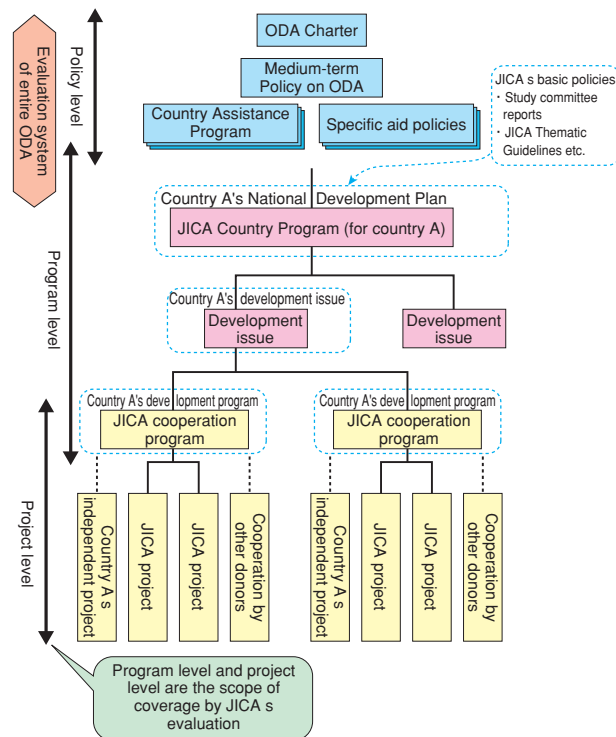 Evaluation system
of entire ODA
Policy level
ODA Charter
Medium-term
Policy on ODA
Country Assistance
Program
Specific aid policies
JICA s basic policies
・ Study committee
reports
・ JICA Thematic
Guidelines etc.
Program level
Country A's National Development Plan
JICA Country Program (for country A)
Country A's development issue
Development
issue
Development
issue
Country A's deve lopment program
JICA cooperation
program
Country A's deve lopment program
JICA cooperation
program
Project level
Country A s
independent project
JICA project
JICA project
Cooperation by
other donors
Country A s
independent project
JICA project
JICA project
Cooperation by
other donors
Program level and project
level are the scope of
coverage by JICA s
evaluation